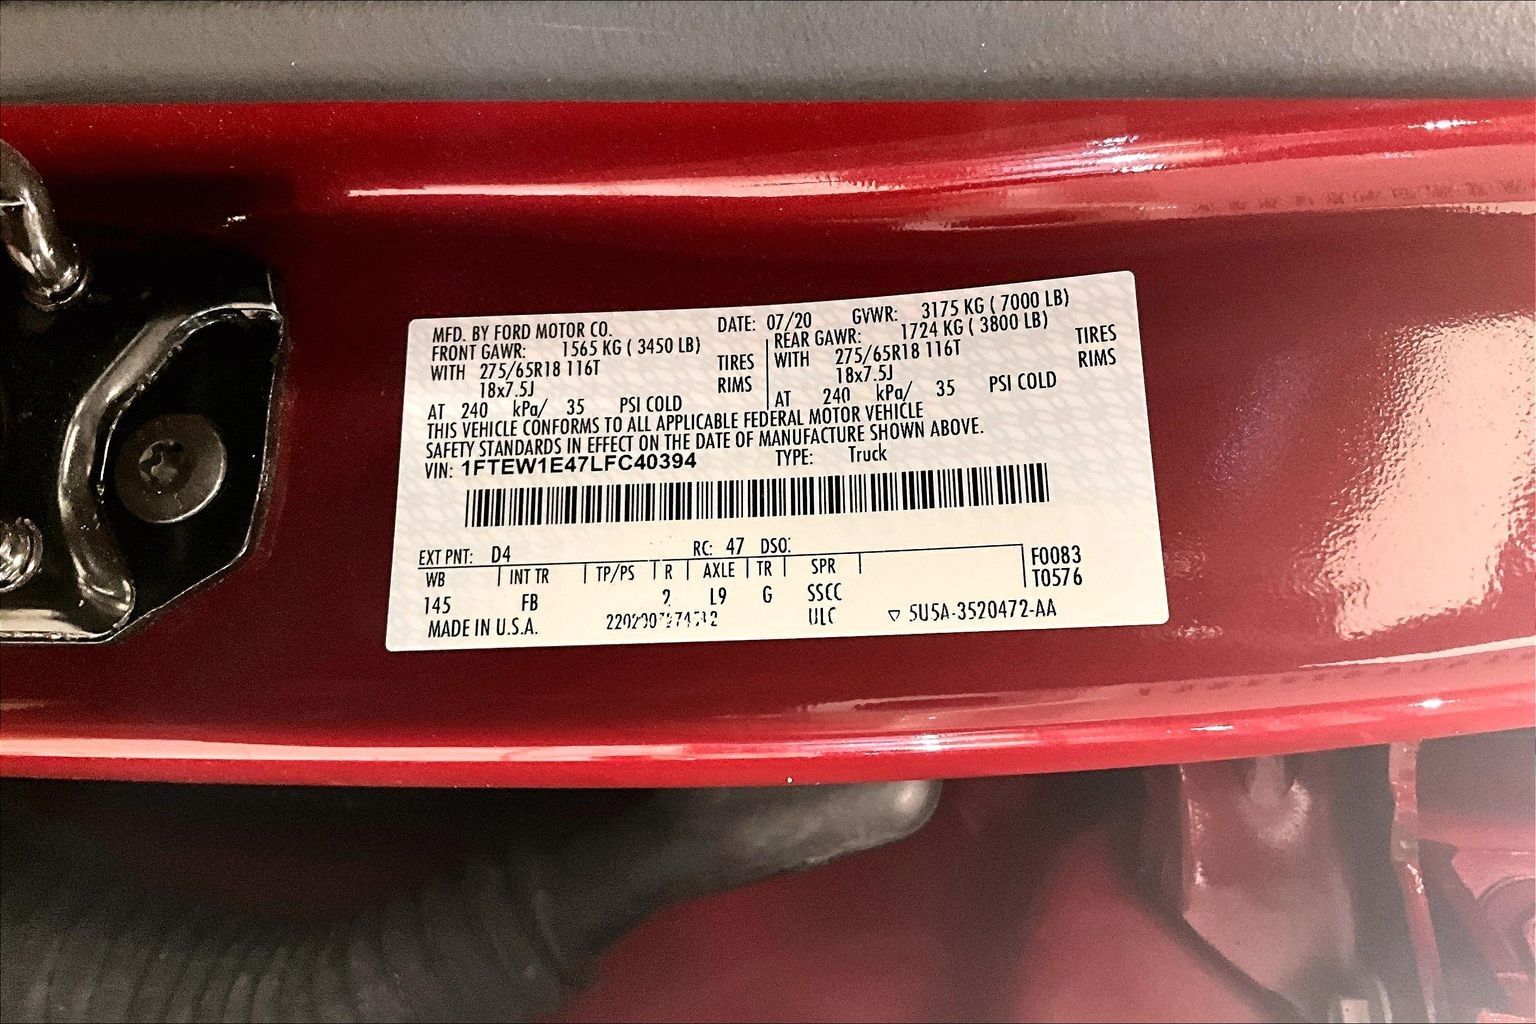 MFD. BY FORD MOTOR CO. DATE: 07/20 GVWR: 3175 KG ( 7000 LB)
FRONT GAWR: 1565 KG ( 3450 LB) REAR GAWR: 1724 KG ( 3800 LB)
WITH 275/65R18 116T TIRES WITH 275/65R18 116T TIRES
18x7.5J RIMS 18x7.5J RIMS
AT 240 kPa/ 35 PSI COLD AT 240 kPa/ 35 PSI COLD
THIS VEHICLE CONFORMS TO ALL APPLICABLE FEDERAL MOTOR VEHICLE
SAFETY STANDARDS IN EFFECT ON THE DATE OF MANUFACTURE SHOWN ABOVE.
VIN: 1FTEW1E47LFC40394 TYPE: Truck
EXT PNT: D4 RC: 47 DSO: F0083
WB INT TR TP/PS R AXLE TR SPR T0576
145 FB 2 L9 G SSCC
MADE IN U.S.A. ULC ▽ 5U5A-3520472-AA